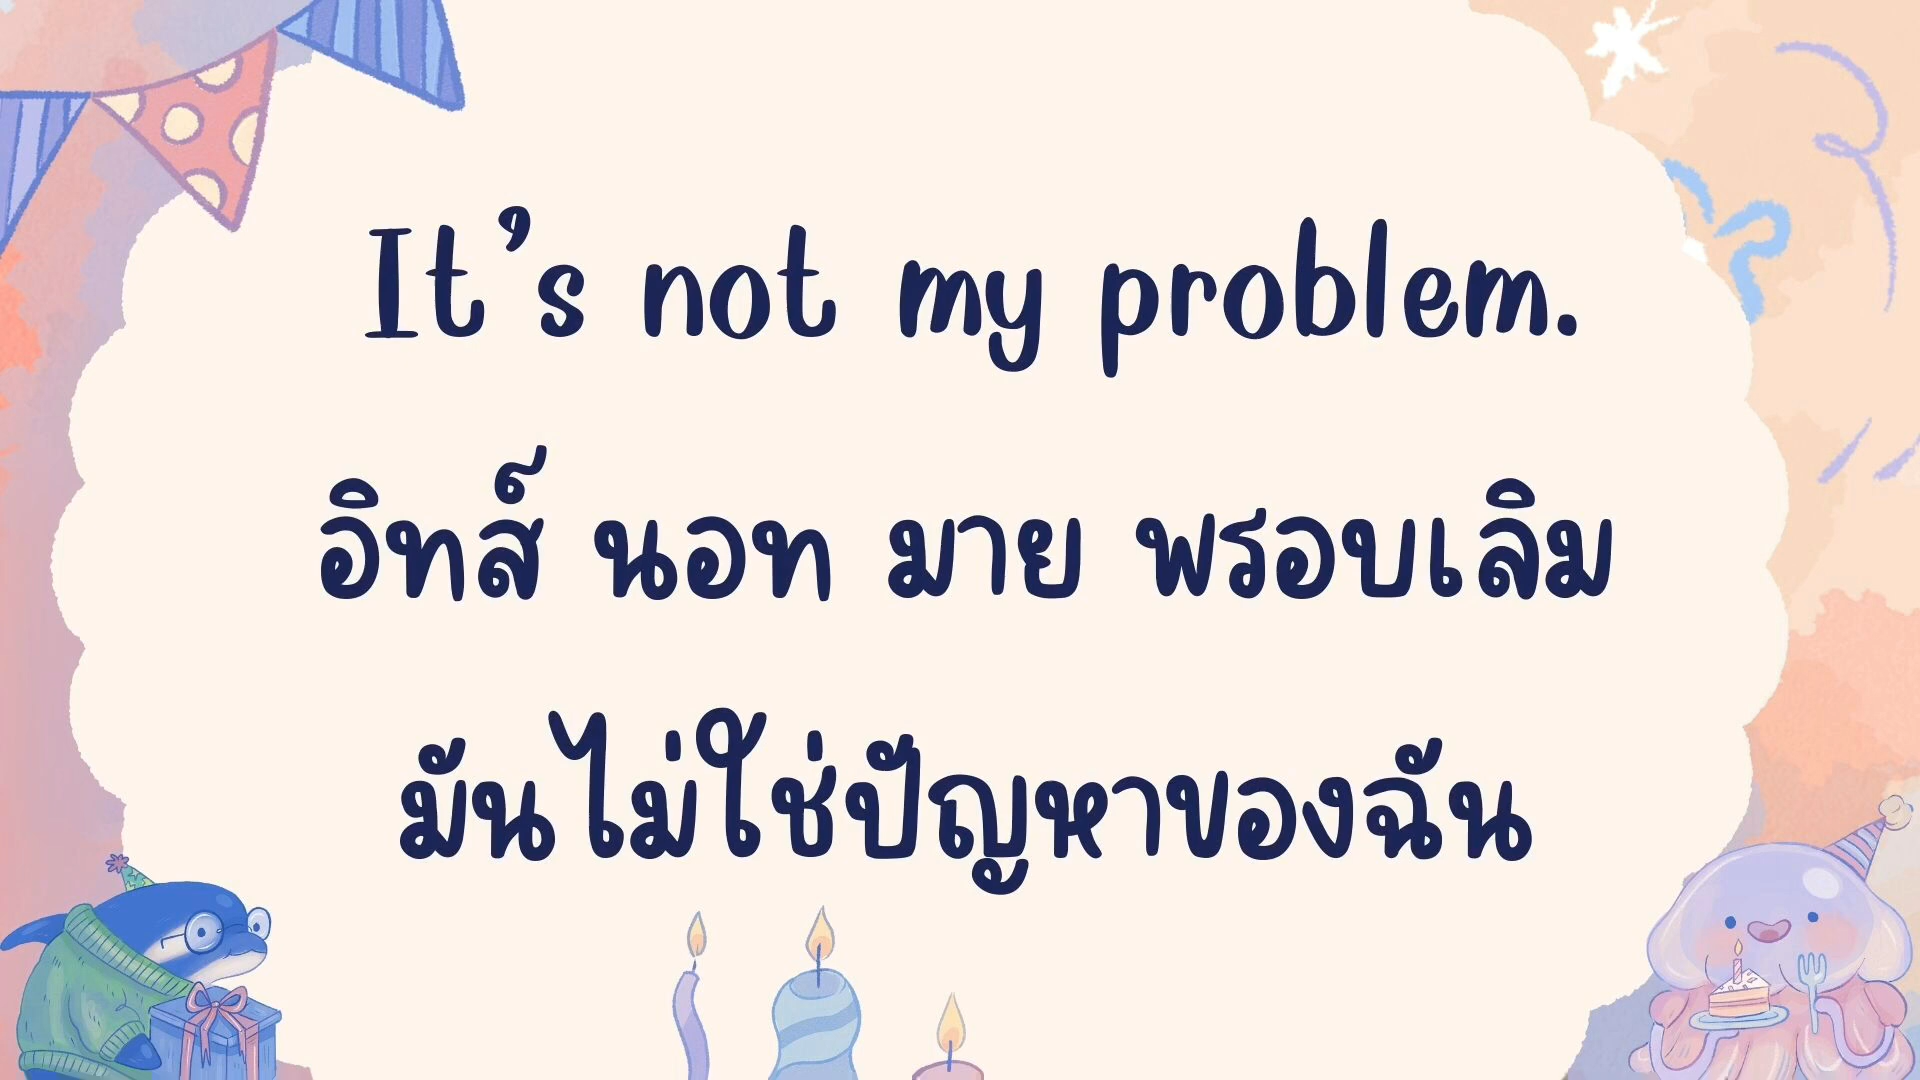 It's not my problem.
อิทส์ นอท มาย พรอบเลิม
มันไม่ใช่ปัญหาของฉัน